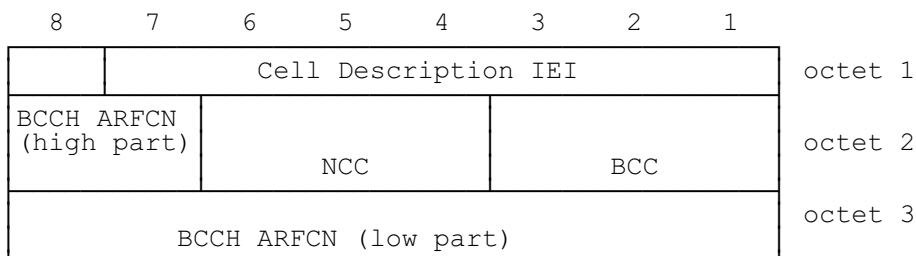 8 7 6 5 4 3 2 1
Cell Description IEI octet 1
BCCH ARFCN
(high part) octet 2
NCC BCC
octet 3
BCCH ARFCN (low part)